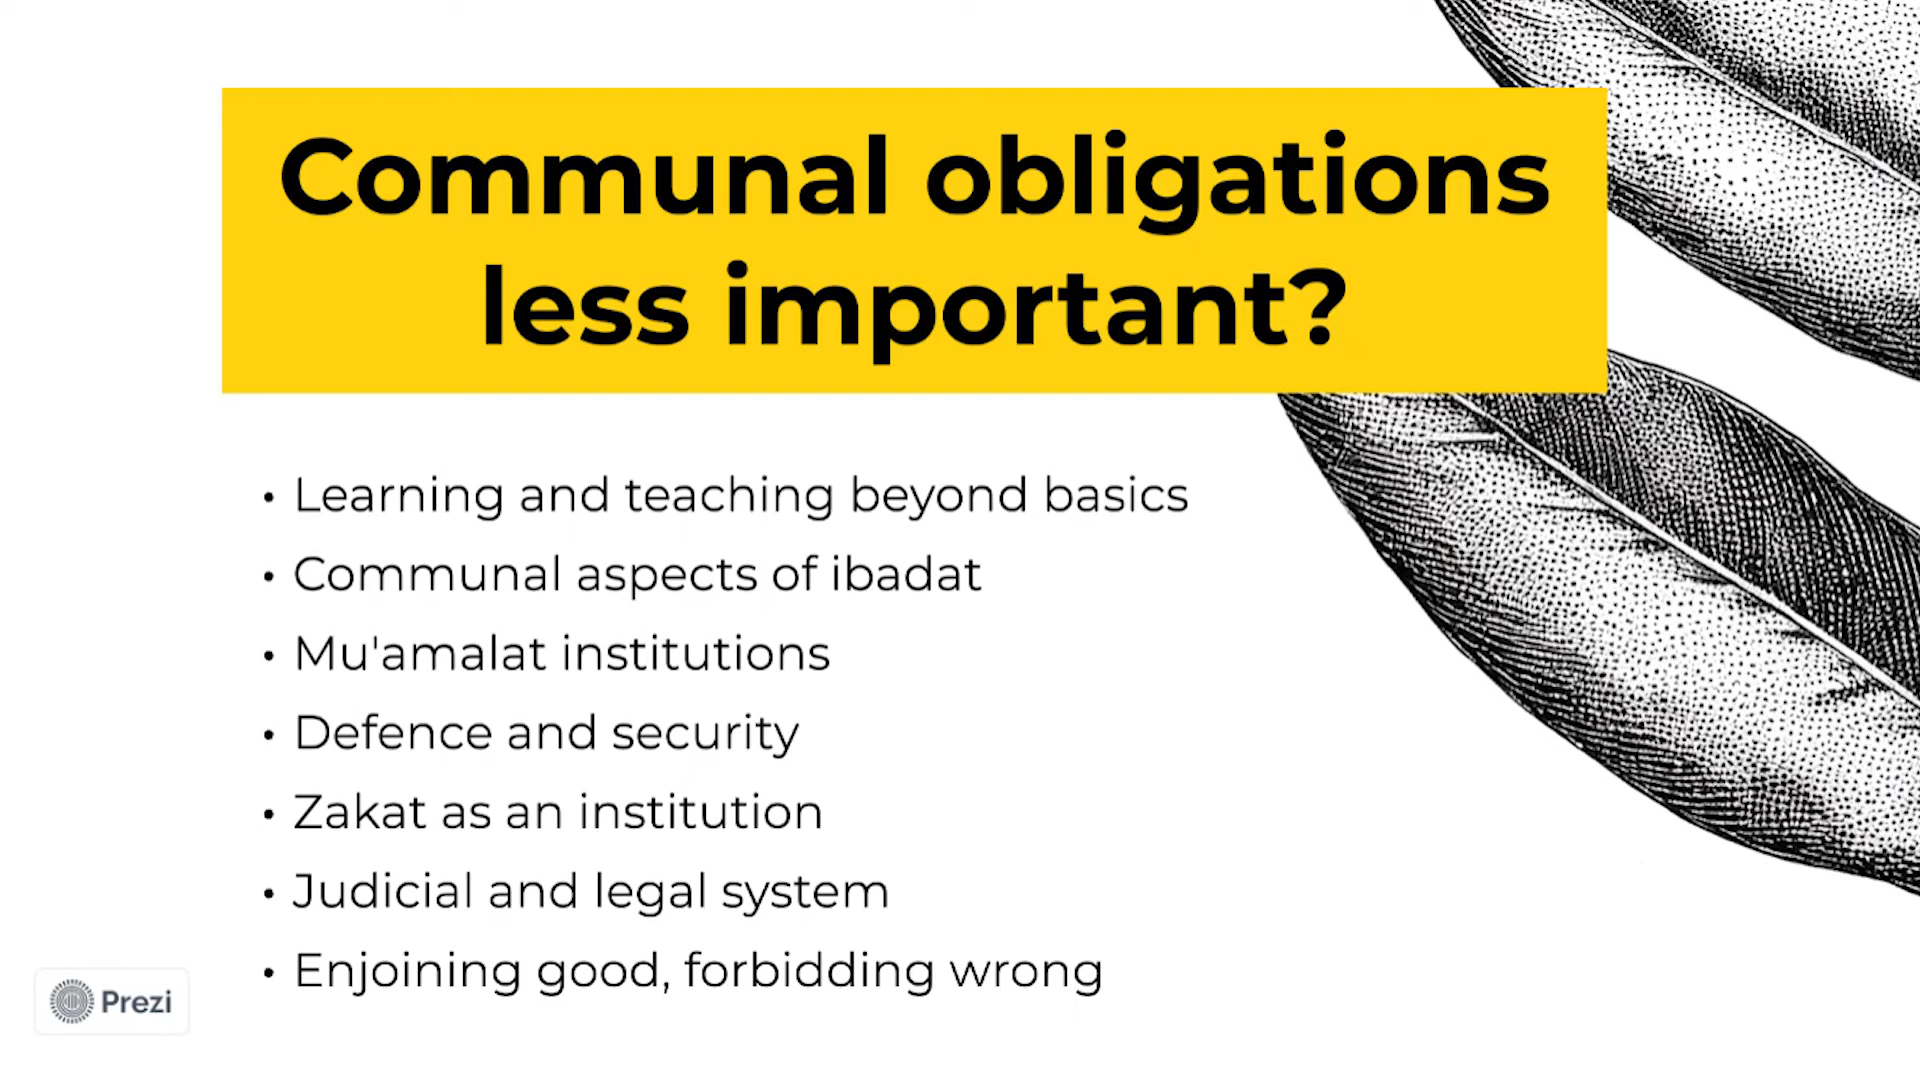 Communal obligations
less important?
• Learning and teaching beyond basics
• Communal aspects of ibadat
• Mu'amalat institutions
• Defence and security
• Zakat as an institution
• Judicial and legal system
• Enjoining good, forbidding wrong
Prezi